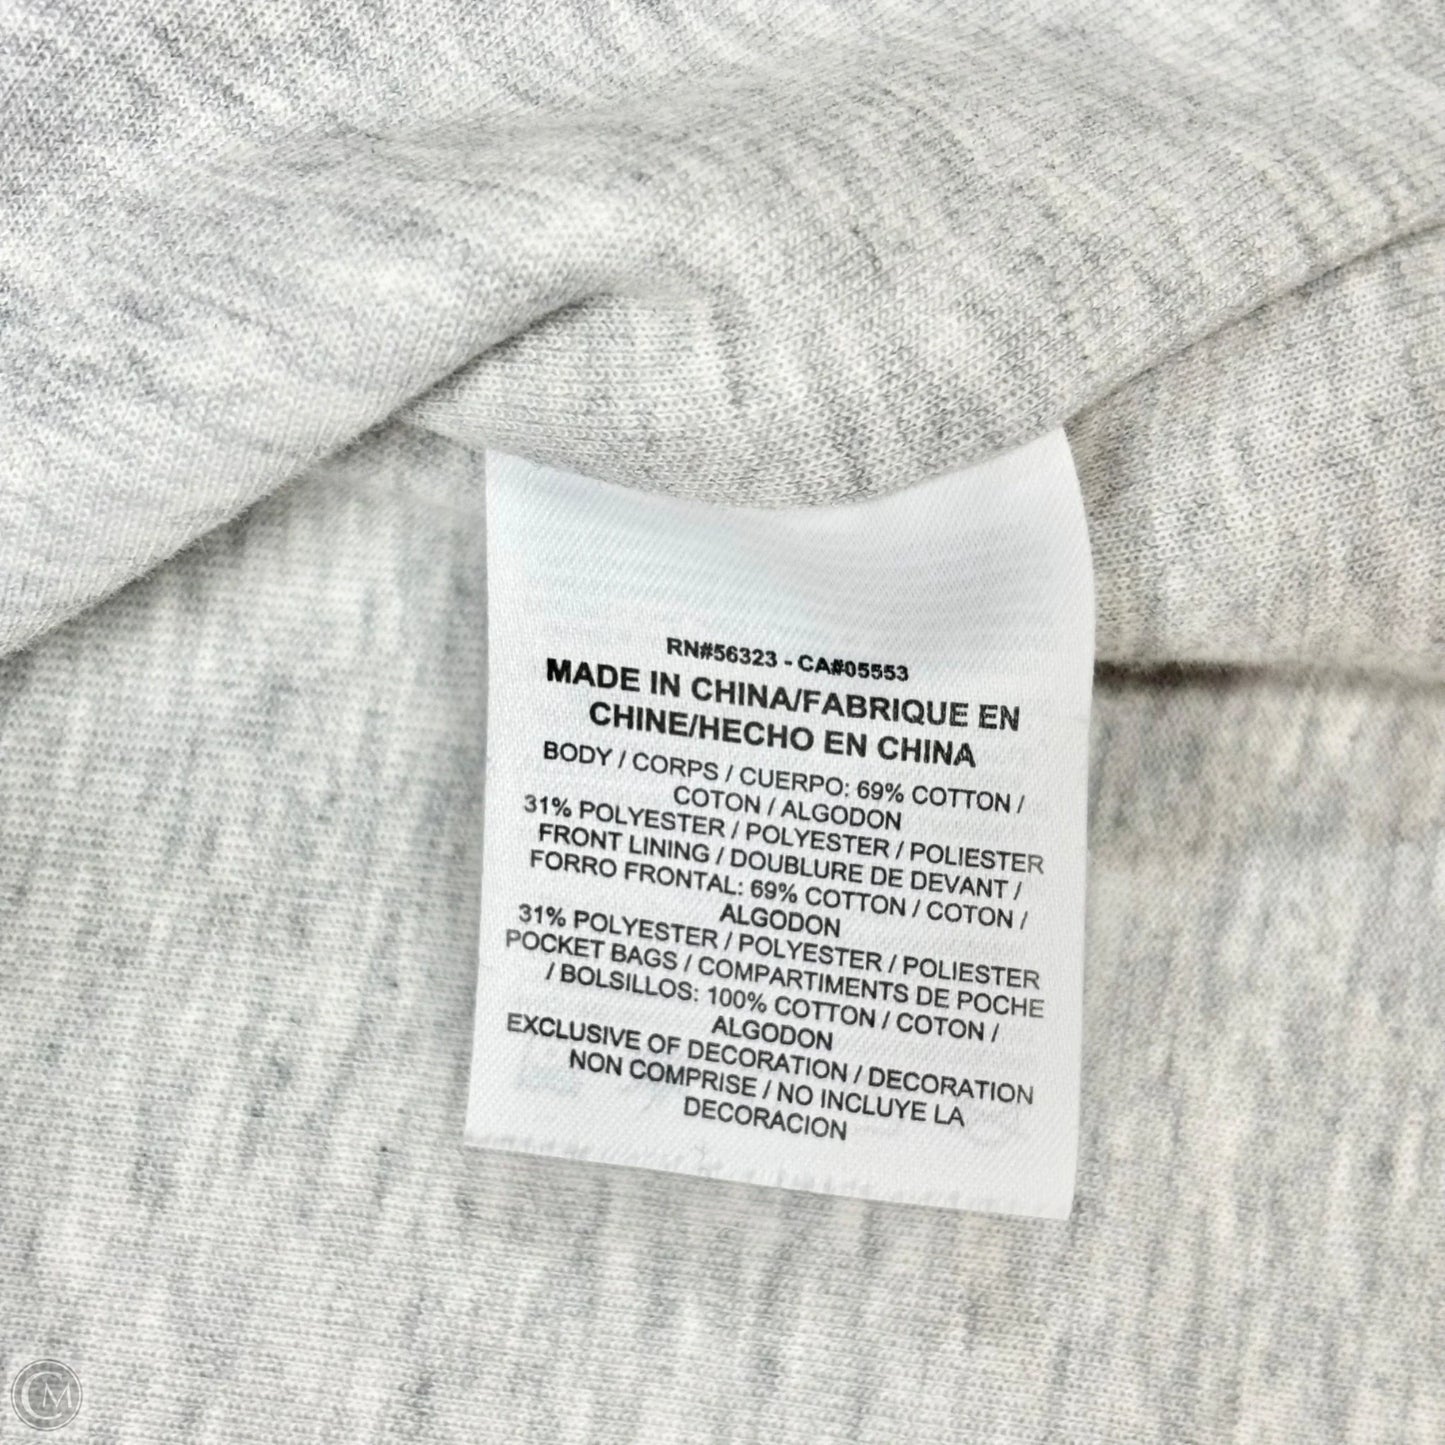 RN#56323 - CA#05553
MADE IN CHINA/FABRIQUE EN
CHINE/HECHO EN CHINA
BODY / CORPS / CUERPO: 69% COTTON /
COTON / ALGODON
31% POLYESTER / POLYESTER / POLIESTER
FRONT LINING / DOUBLURE DE DEVANT /
FORRO FRONTAL: 69% COTTON / COTON /
ALGODON
31% POLYESTER / POLYESTER / POLIESTER
POCKET BAGS / COMPARTIMENTS DE POCHE
/ BOLSILLOS: 100% COTTON / COTON /
ALGODON
EXCLUSIVE OF DECORATION / DECORATION
NON COMPRISE / NO INCLUYE LA
DECORACION
CM